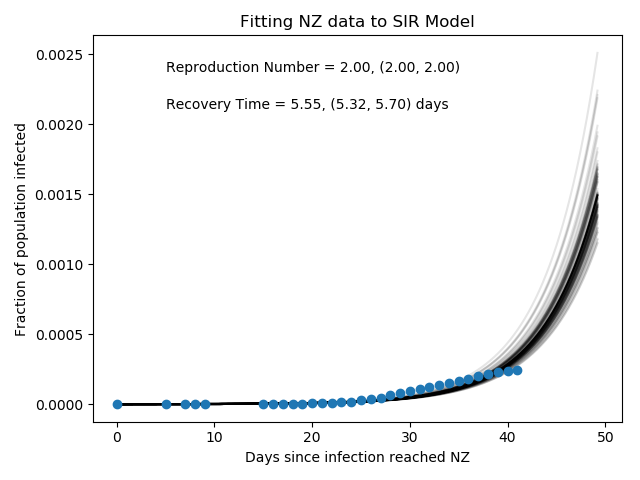 Fitting NZ data to SIR Model
Reproduction Number = 2.00, (2.00, 2.00)
Recovery Time = 5.55, (5.32, 5.70) days
Fraction of population infected
0.0025
0.0020
0.0015
0.0010
0.0005
0.0000
0 10 20 30 40 50
Days since infection reached NZ